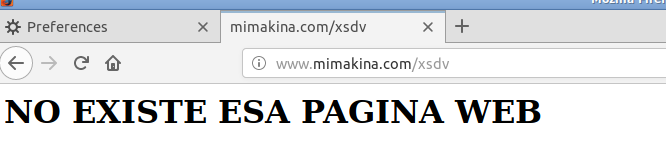 Preferences
mimakina.com/xsdv
www.mimakina.com/xsdv
NO EXISTE ESA PAGINA WEB